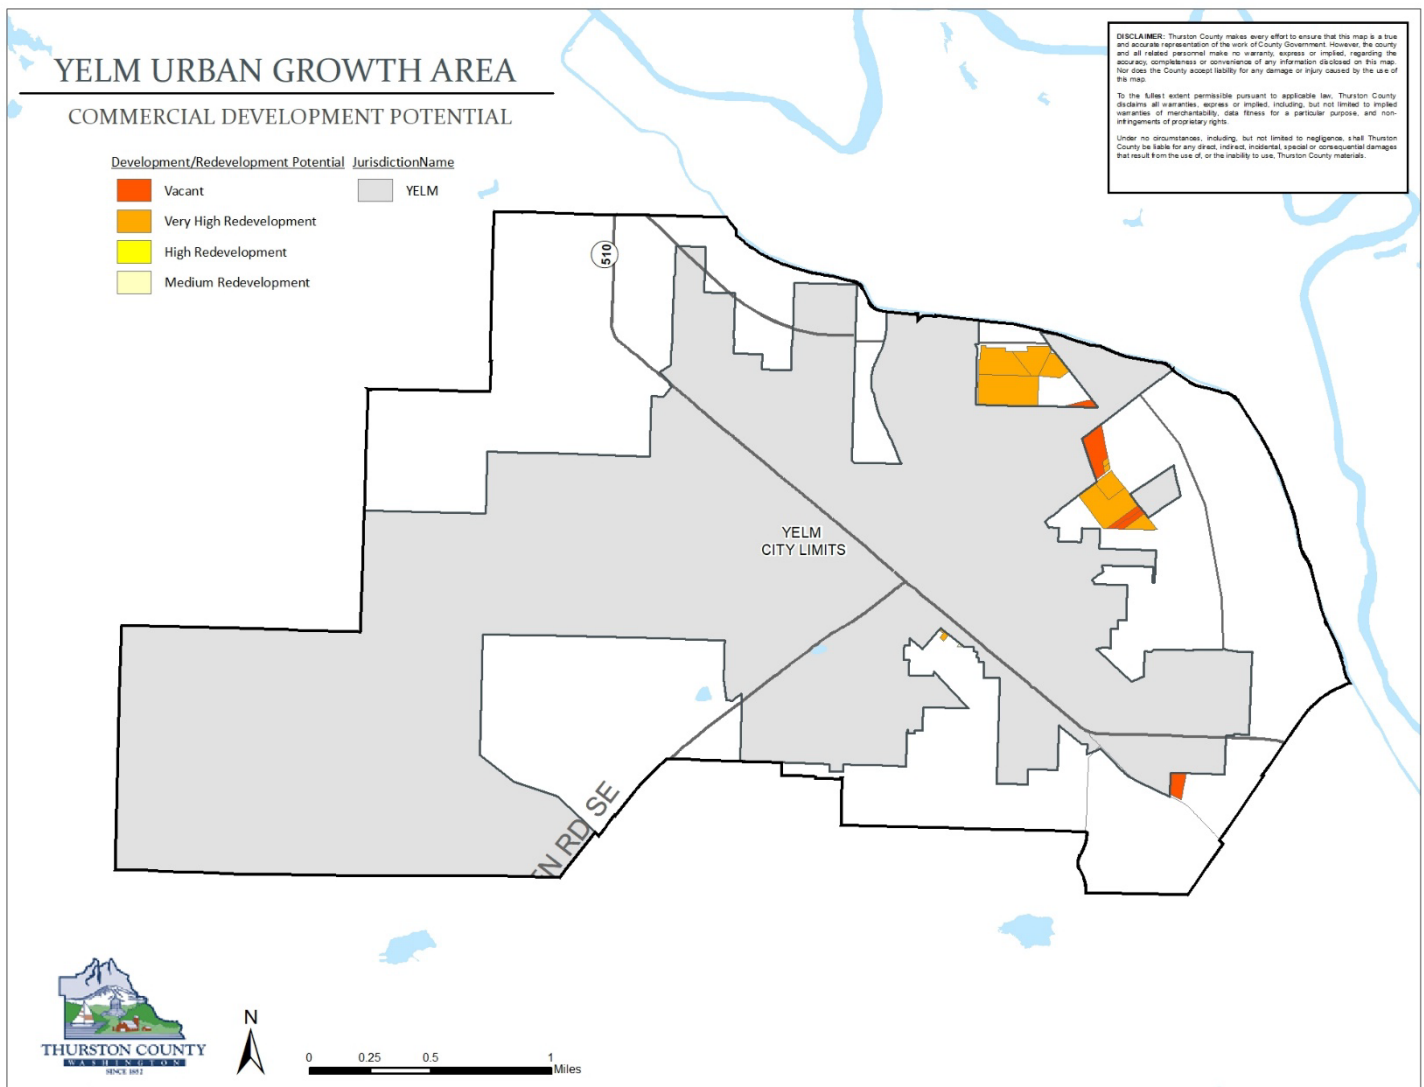 YELM URBAN GROWTH AREA
COMMERCIAL DEVELOPMENT POTENTIAL
Development/Redevelopment Potential JurisdictionName
Vacant YELM
Very High Redevelopment
High Redevelopment
Medium Redevelopment
DISCLAIMER: Thurston County makes every effort to ensure that this map is a true
and accurate representation of the work of County Government. However, the county
and all related personnel make no warranty, express or implied, regarding the
accuracy, completeness or convenience of any information disclosed on this map.
Nor does the County accept liability for any damage or injury caused by the use of
this map.
To the fullest extent permissible pursuant to applicable law, Thurston County
disclaims all warranties, express or implied, including, but not limited to implied
warranties of merchantability, data fitness for a particular purpose, and non-
infringements of proprietary rights.
Under no circumstances, including, but not limited to negligence, shall Thurston
County be liable for any direct, indirect, incidental, special or consequential damages
that result from the use of, or the inability to use, Thurston County materials.
510
YELM
CITY LIMITS
EN RD SE
THURSTON COUNTY
WASHINGTON
SINCE 1852
N
0 0.25 0.5 1
Miles